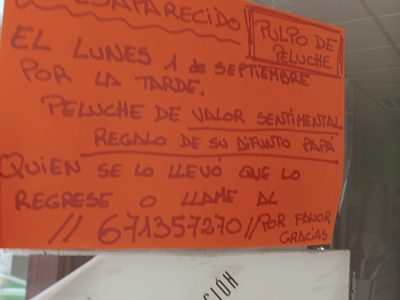 DESAPARECIDO
PULPO DE
PELUCHE
EL LUNES 1 de SEPTIEMBRE
POR LA TARDE.
PELUCHE DE VALOR SENTIMENTAL
REGALO DE SU DIFUNTO PAPÁ
QUIEN SE LO LLEVÓ QUE LO
REGRESE O LLAME AL
// 671357270 // POR FAVOR
GRACIAS